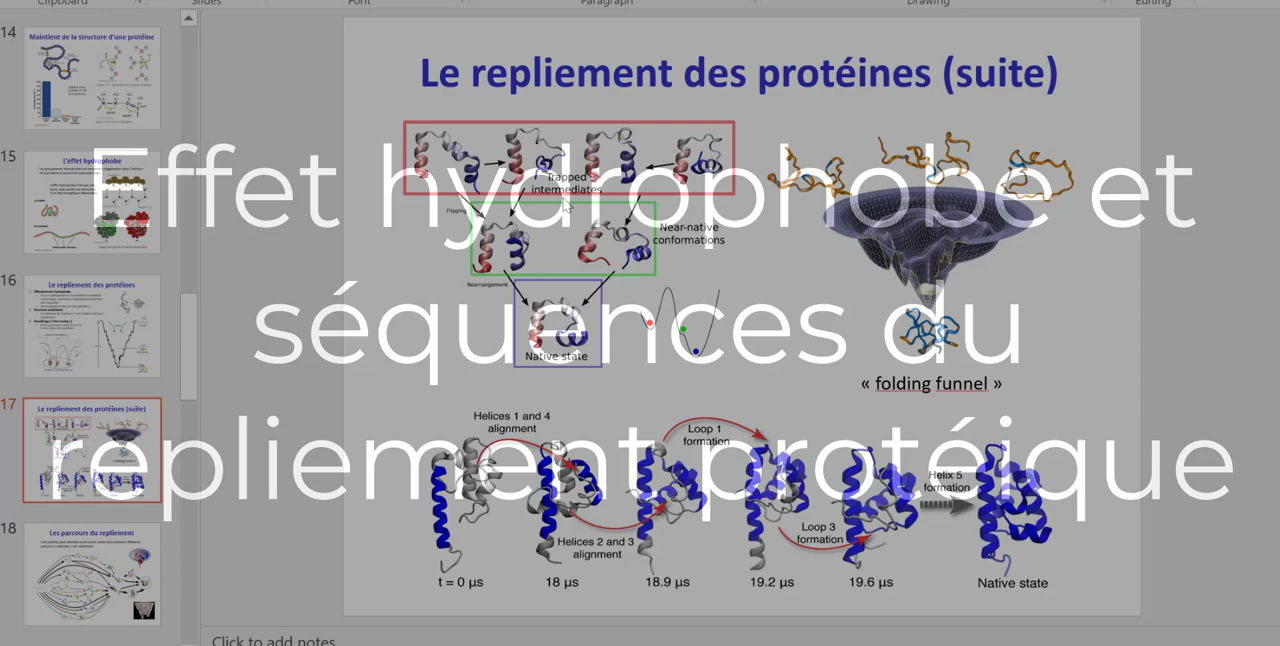 Clipboard
Slides
Font
Paragraph
Drawing
Editing
14
Maintient de la structure d'une protéine
15
L'effet hydrophobe
16
Le repliement des protéines
17
Le repliement des protéines (suite)
18
Les parcours du repliement
Le repliement des protéines (suite)
Effet hydrophobe et
séquences du
repliement protéique
Trapped
intermediates
Flipping
Near-native
conformations
Rearrangement
Native state
« folding funnel »
Helices 1 and 4
alignment
Loop 1
formation
Helix 5
formation
Helices 2 and 3
alignment
Loop 3
formation
t = 0 µs
18 µs
18.9 µs
19.2 µs
19.6 µs
Native state
Click to add notes